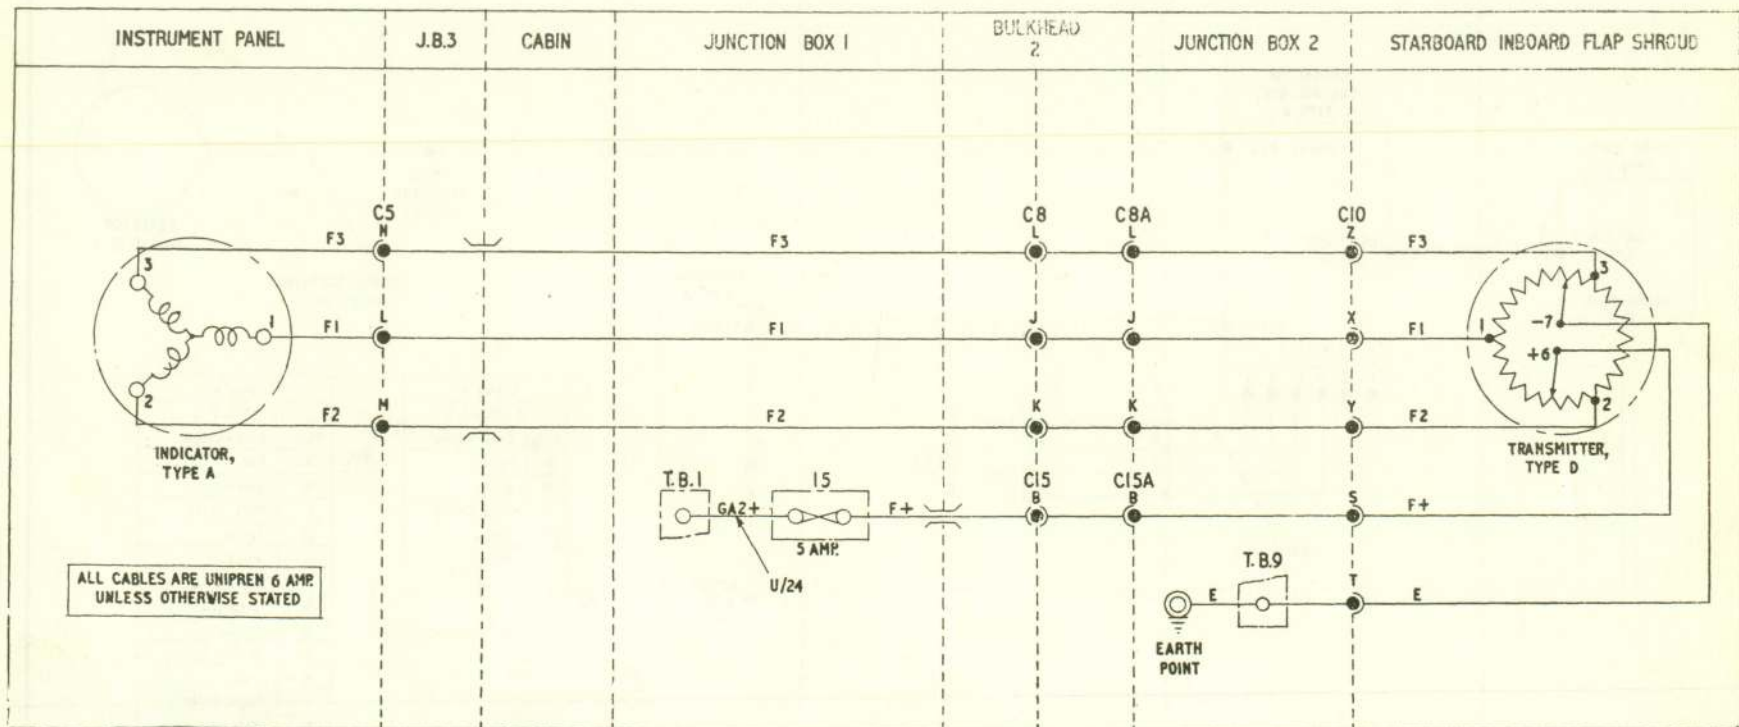 INSTRUMENT PANEL
J.B.3
CABIN
JUNCTION BOX 1
BULKHEAD
2
JUNCTION BOX 2
STARBOARD INBOARD FLAP SHROUD
C5
C8
C8A
C10
N
L
L
Z
F3
F3
F3
3
3
L
J
J
X
1
F1
F1
F1
1
-7
+6
M
K
K
Y
2
F2
F2
F2
2
INDICATOR,
TYPE A
TRANSMITTER,
TYPE D
T.B.1
15
C15
C15A
B
B
S
GA2+
F+
F+
5 AMP.
U/24
ALL CABLES ARE UNIPREN 6 AMP.
UNLESS OTHERWISE STATED
T.B.9
T
E
E
EARTH
POINT